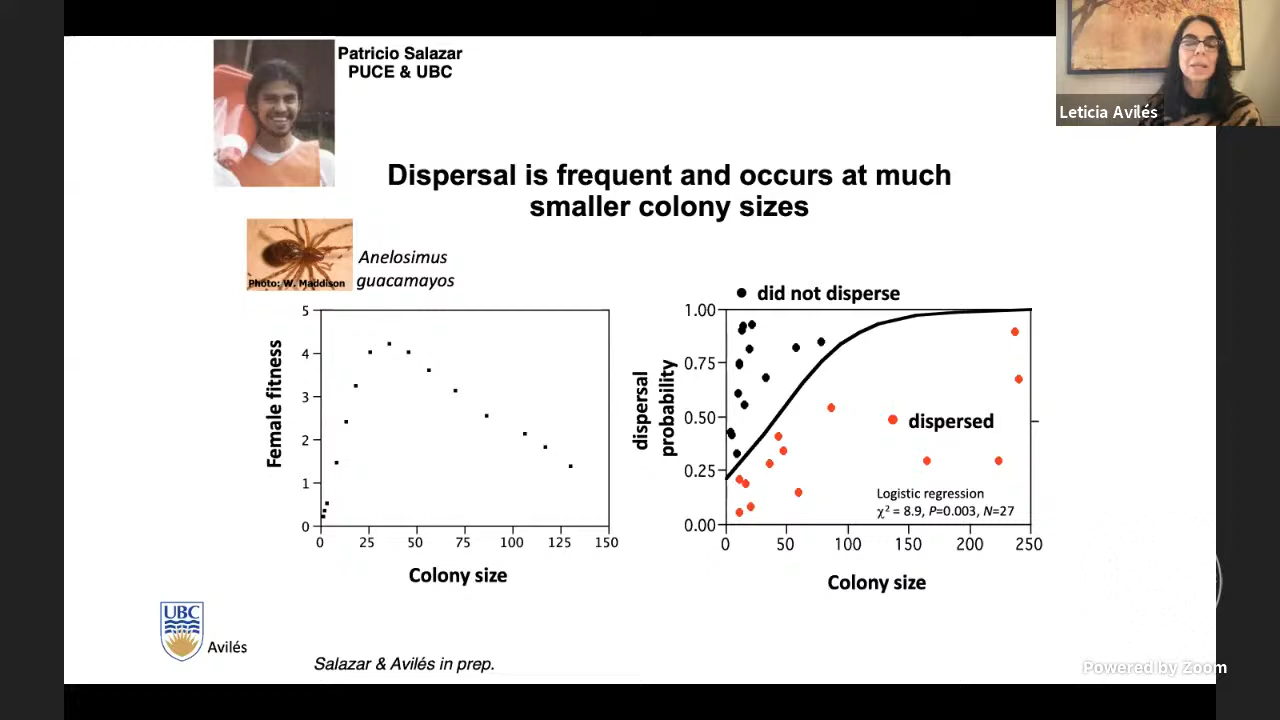 Patricio Salazar
PUCE & UBC
Leticia Avilés
Dispersal is frequent and occurs at much
smaller colony sizes
Photo: W. Maddison
Anelosimus
guacamayos
Female fitness
5
4
3
2
1
0
0 25 50 75 100 125 150
Colony size
did not disperse
dispersal
probability
1.00
0.75
0.50
0.25
0.00
dispersed
Logistic regression
χ² = 8.9, P=0.003, N=27
0 50 100 150 200 250
Colony size
UBC
Avilés
Salazar & Avilés in prep.
Powered by Zoom